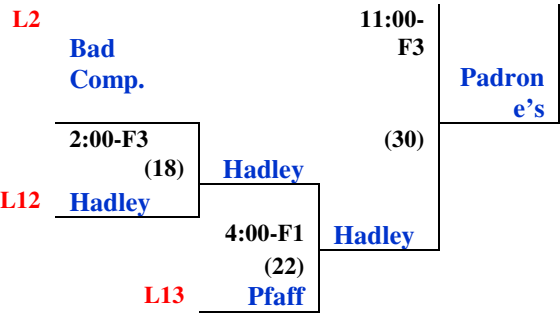 L2
11:00-
F3
Bad
Comp.
Padron
e's
2:00-F3
(18)
(30)
Hadley
L12
Hadley
4:00-F1
Hadley
(22)
L13
Pfaff